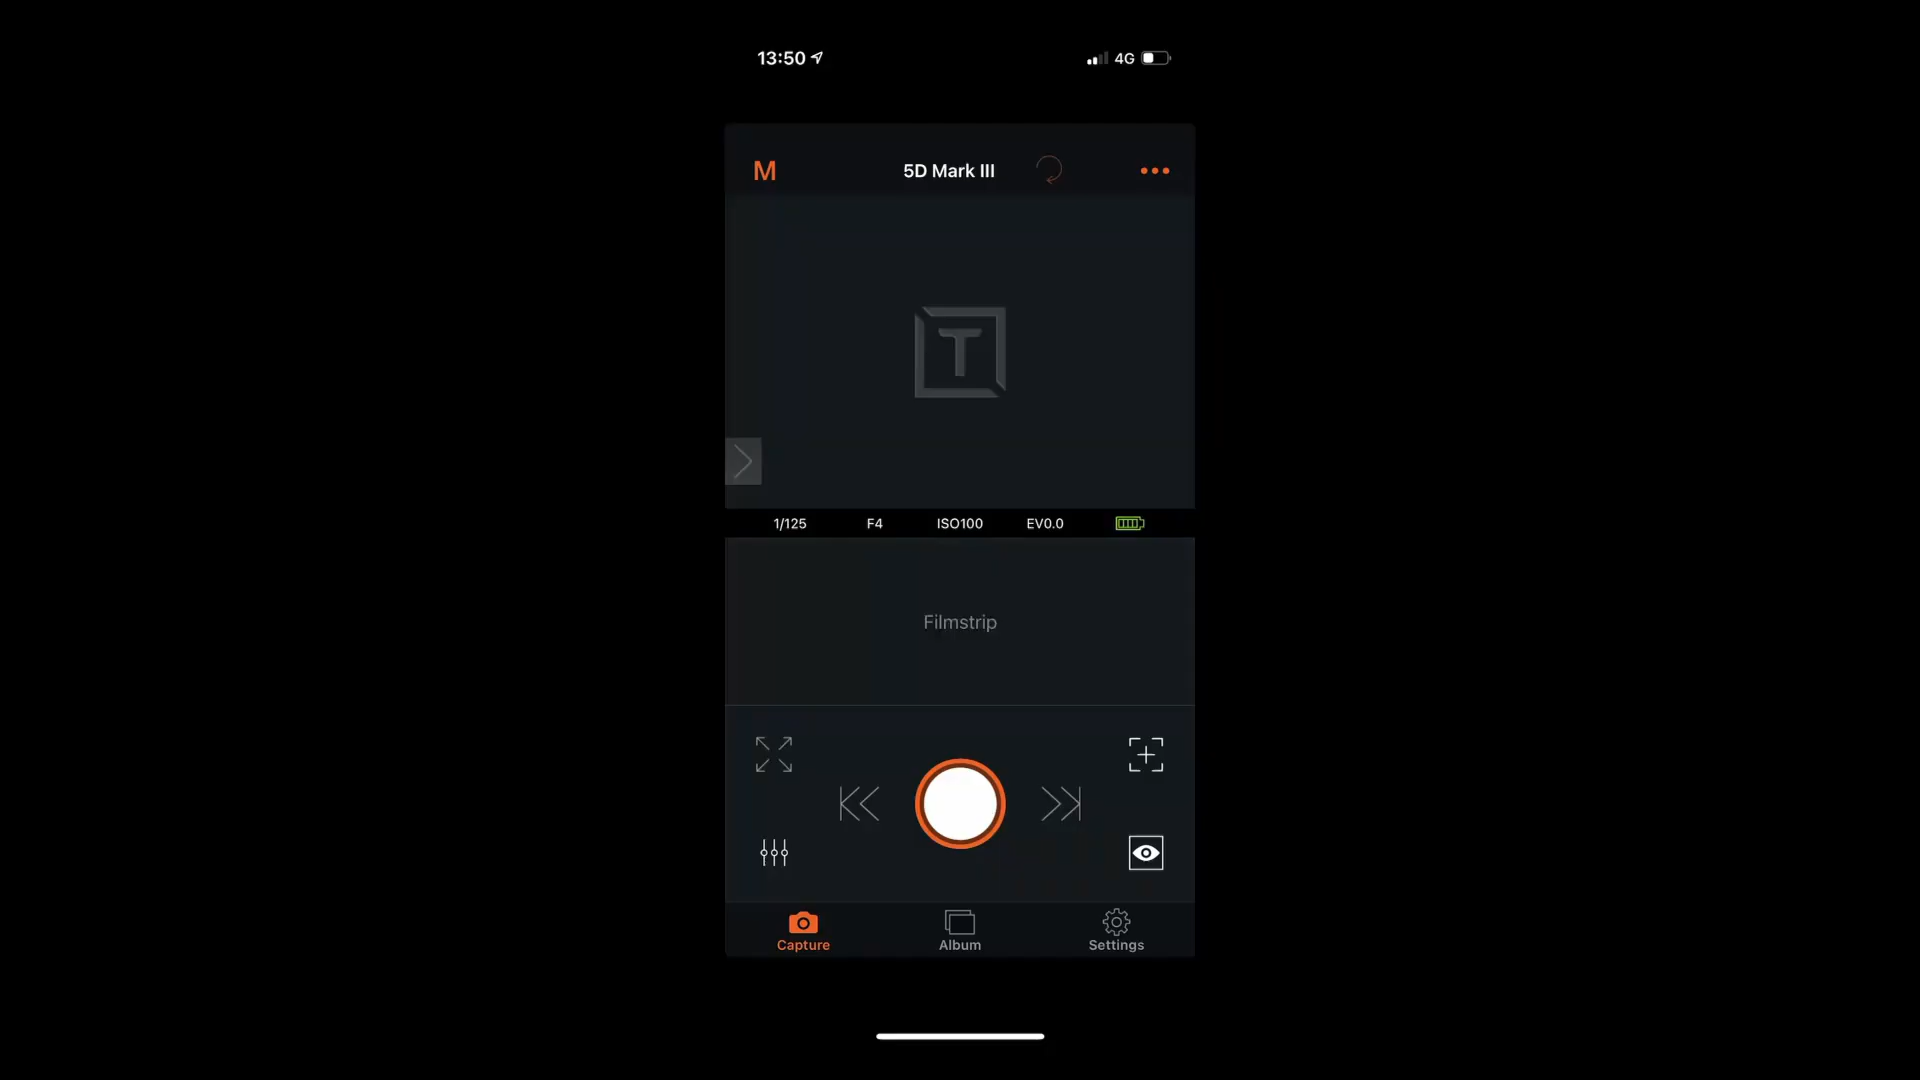 13:50 4G
M 5D Mark III
T
1/125 F4 ISO100 EV0.0
Filmstrip
Capture Album Settings